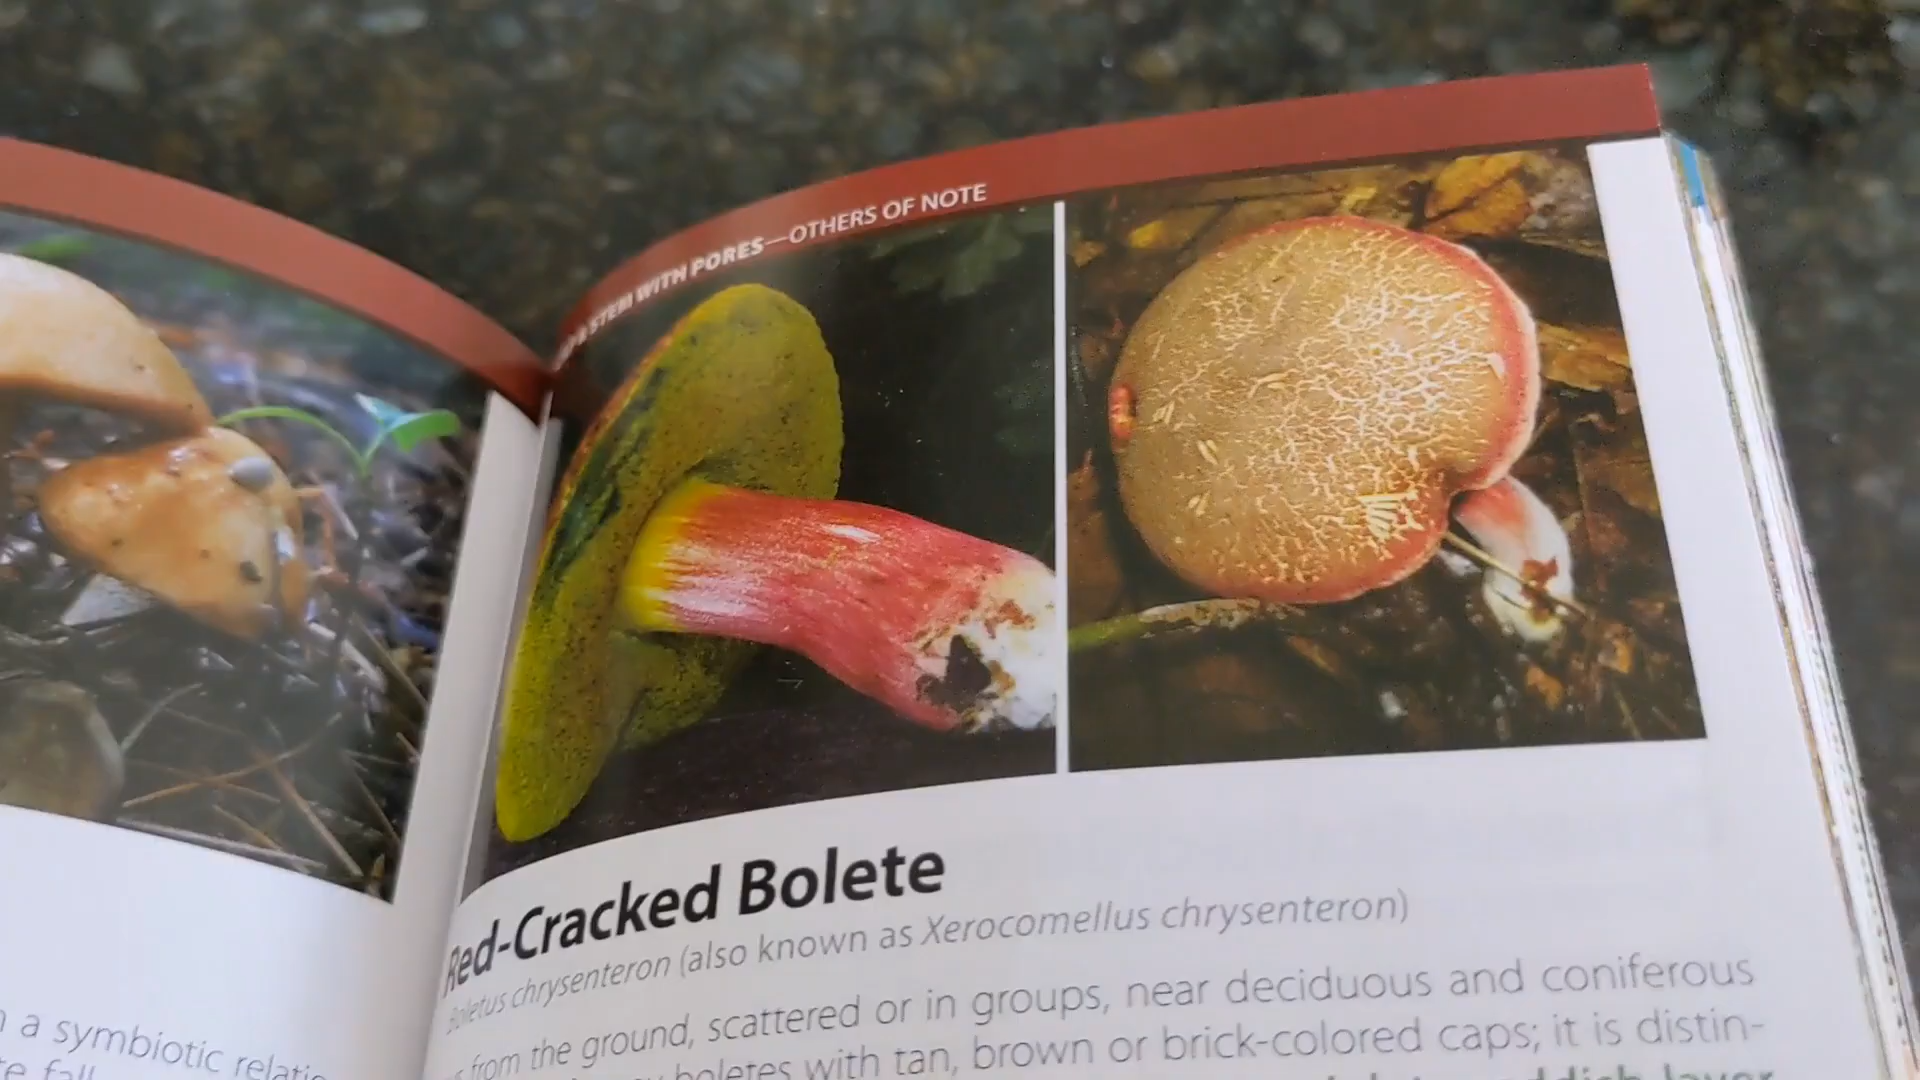 STEM WITH PORES—OTHERS OF NOTE
Red-Cracked Bolete
Boletus chrysenteron (also known as Xerocomellus chrysenteron)
from the ground, scattered or in groups, near deciduous and coniferous
boletes with tan, brown or brick-colored caps; it is distin-
layer
a symbiotic
fall